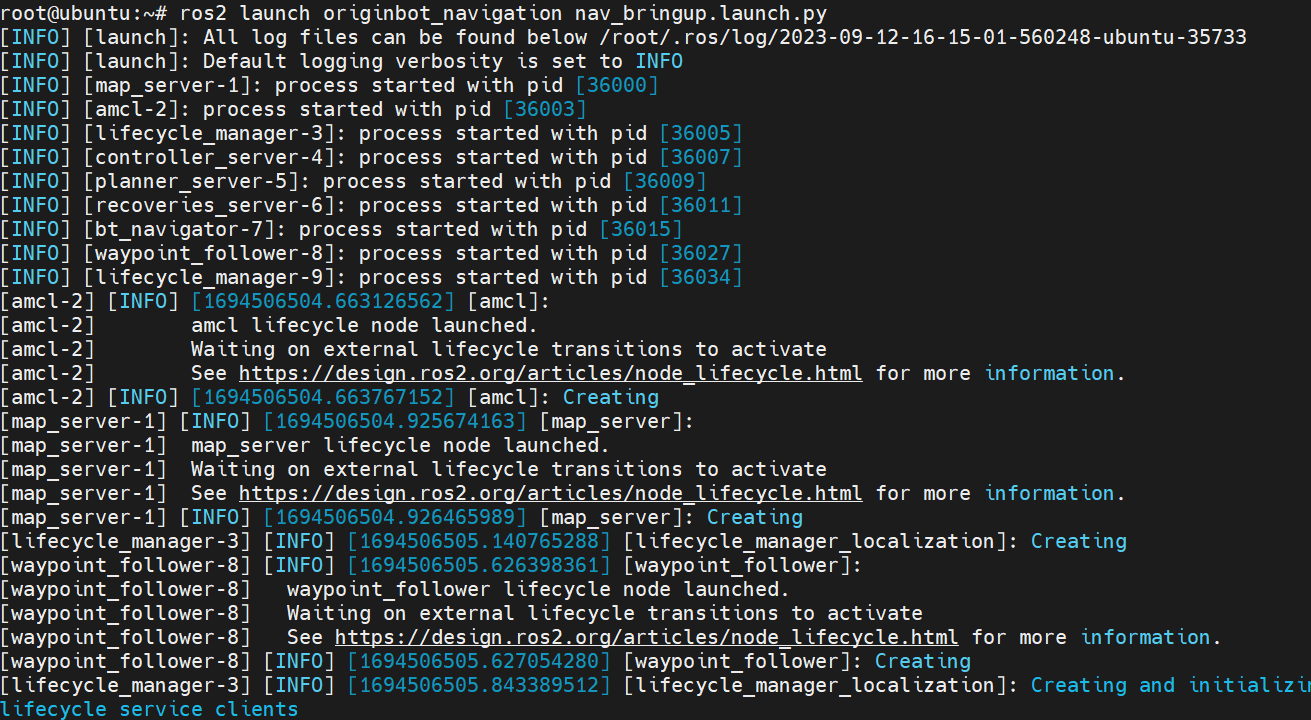 root@ubuntu:~# ros2 launch originbot_navigation nav_bringup.launch.py
[INFO] [launch]: All log files can be found below /root/.ros/log/2023-09-12-16-15-01-560248-ubuntu-35733
[INFO] [launch]: Default logging verbosity is set to INFO
[INFO] [map_server-1]: process started with pid [36000]
[INFO] [amcl-2]: process started with pid [36003]
[INFO] [lifecycle_manager-3]: process started with pid [36005]
[INFO] [controller_server-4]: process started with pid [36007]
[INFO] [planner_server-5]: process started with pid [36009]
[INFO] [recoveries_server-6]: process started with pid [36011]
[INFO] [bt_navigator-7]: process started with pid [36015]
[INFO] [waypoint_follower-8]: process started with pid [36027]
[INFO] [lifecycle_manager-9]: process started with pid [36034]
[amcl-2] [INFO] [1694506504.663126562] [amcl]:
[amcl-2]        amcl lifecycle node launched.
[amcl-2]        Waiting on external lifecycle transitions to activate
[amcl-2]        See https://design.ros2.org/articles/node_lifecycle.html for more information.
[amcl-2] [INFO] [1694506504.663767152] [amcl]: Creating
[map_server-1] [INFO] [1694506504.925674163] [map_server]:
[map_server-1]  map_server lifecycle node launched.
[map_server-1]  Waiting on external lifecycle transitions to activate
[map_server-1]  See https://design.ros2.org/articles/node_lifecycle.html for more information.
[map_server-1] [INFO] [1694506504.926465989] [map_server]: Creating
[lifecycle_manager-3] [INFO] [1694506505.140765288] [lifecycle_manager_localization]: Creating
[waypoint_follower-8] [INFO] [1694506505.626398361] [waypoint_follower]:
[waypoint_follower-8]   waypoint_follower lifecycle node launched.
[waypoint_follower-8]   Waiting on external lifecycle transitions to activate
[waypoint_follower-8]   See https://design.ros2.org/articles/node_lifecycle.html for more information.
[waypoint_follower-8] [INFO] [1694506505.627054280] [waypoint_follower]: Creating
[lifecycle_manager-3] [INFO] [1694506505.843389512] [lifecycle_manager_localization]: Creating and initializin
lifecycle service clients